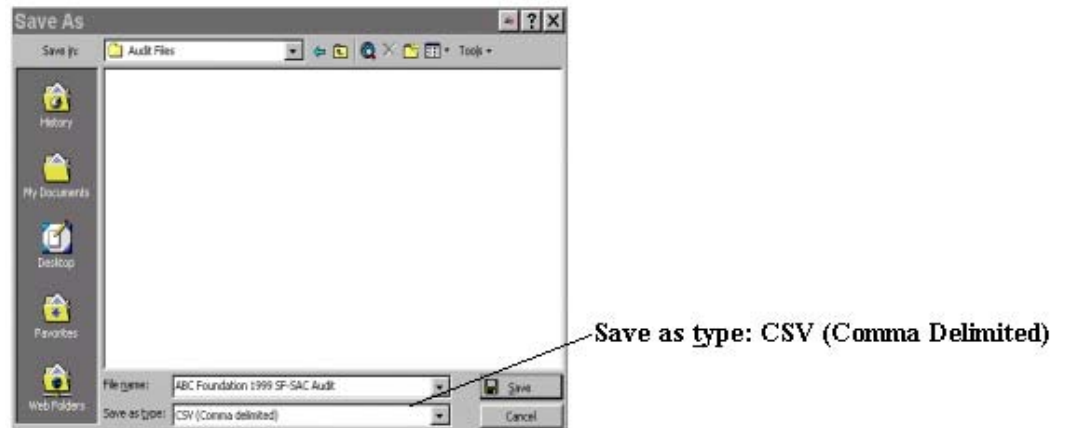 Save As
Save in:
Audit Files
Tools
History
My Documents
Desktop
Favorites
Web Folders
File name:
ABC Foundation 1999 SF-SAC Audit
Save
Save as type:
CSV (Comma delimited)
Cancel
Save as type: CSV (Comma Delimited)